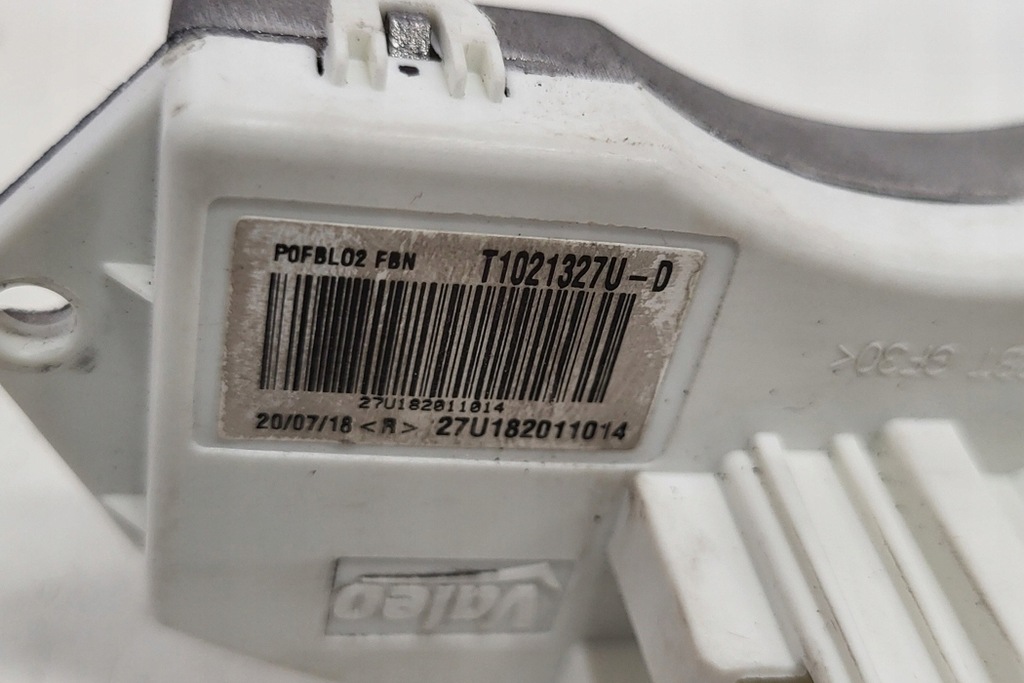 P0FBL02 FBN T1021327U-D
27U182011014
20/07/18 <R> 27U182011014
Valeo